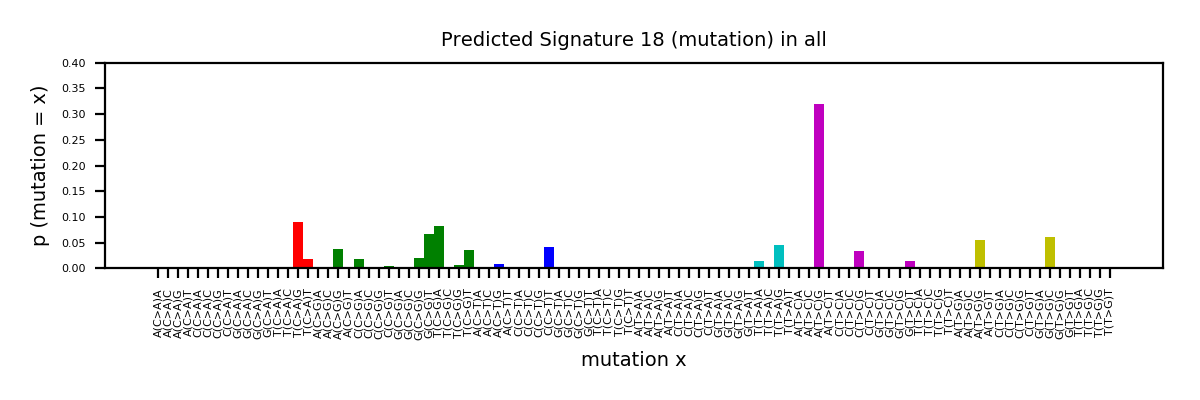 Predicted Signature 18 (mutation) in all
p (mutation = x)
0.40
0.35
0.30
0.25
0.20
0.15
0.10
0.05
0.00
A(C>A)A
A(C>A)C
A(C>A)G
A(C>A)T
C(C>A)A
C(C>A)C
C(C>A)G
C(C>A)T
G(C>A)A
G(C>A)C
G(C>A)G
G(C>A)T
T(C>A)A
T(C>A)C
T(C>A)G
T(C>A)T
A(C>G)A
A(C>G)C
A(C>G)G
A(C>G)T
C(C>G)A
C(C>G)C
C(C>G)G
C(C>G)T
G(C>G)A
G(C>G)C
G(C>G)G
G(C>G)T
T(C>G)A
T(C>G)C
T(C>G)G
T(C>G)T
A(C>T)A
A(C>T)C
A(C>T)G
A(C>T)T
C(C>T)A
C(C>T)C
C(C>T)G
C(C>T)T
G(C>T)A
G(C>T)C
G(C>T)G
G(C>T)T
T(C>T)A
T(C>T)C
T(C>T)G
T(C>T)T
A(T>A)A
A(T>A)C
A(T>A)G
A(T>A)T
C(T>A)A
C(T>A)C
C(T>A)G
C(T>A)T
G(T>A)A
G(T>A)C
G(T>A)G
G(T>A)T
T(T>A)A
T(T>A)C
T(T>A)G
T(T>A)T
A(T>C)A
A(T>C)C
A(T>C)G
A(T>C)T
C(T>C)A
C(T>C)C
C(T>C)G
C(T>C)T
G(T>C)A
G(T>C)C
G(T>C)G
G(T>C)T
T(T>C)A
T(T>C)C
T(T>C)G
T(T>C)T
A(T>G)A
A(T>G)C
A(T>G)G
A(T>G)T
C(T>G)A
C(T>G)C
C(T>G)G
C(T>G)T
G(T>G)A
G(T>G)C
G(T>G)G
G(T>G)T
T(T>G)A
T(T>G)C
T(T>G)G
T(T>G)T
mutation x